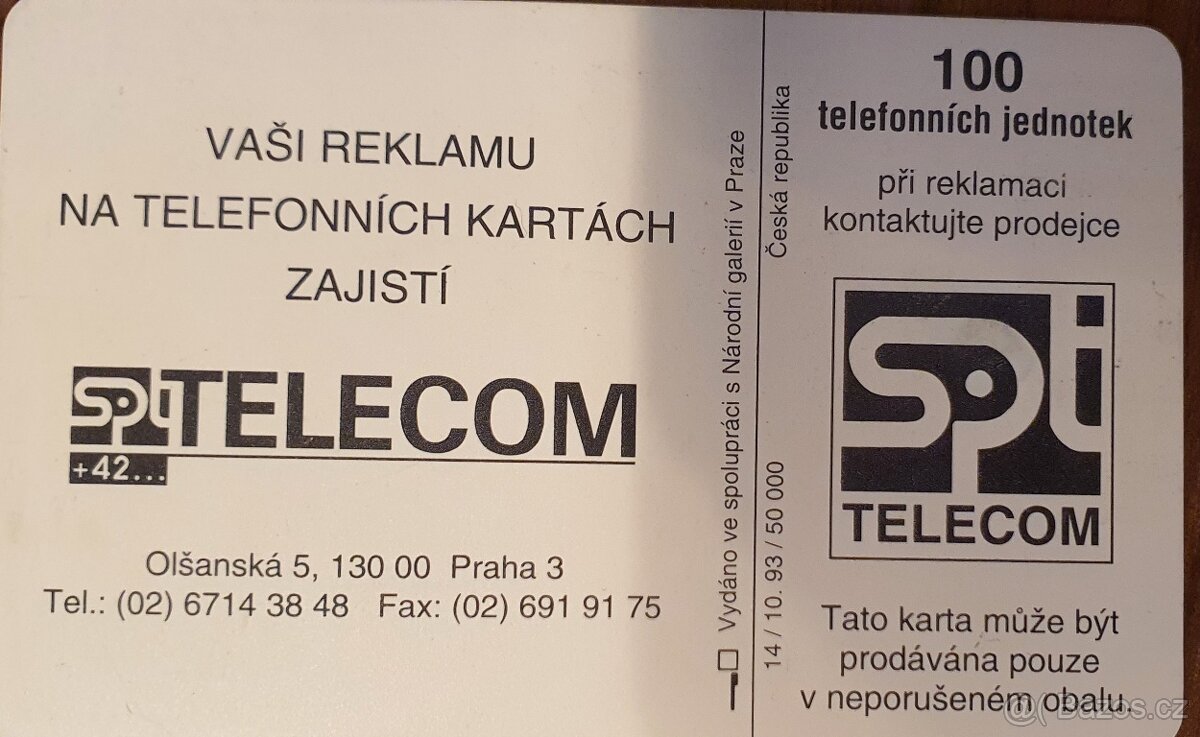 VAŠI REKLAMU
NA TELEFONNÍCH KARTÁCH
ZAJISTÍ
spt TELECOM
+42...
Olšanská 5, 130 00 Praha 3
Tel.: (02) 6714 38 48 Fax: (02) 691 91 75
Vydáno ve spolupráci s Národní galerií v Praze
14 / 10. 93 / 50 000 Česká republika
100
telefonních jednotek
při reklamaci
kontaktujte prodejce
spt
TELECOM
Tato karta může být
prodávána pouze
v neporušeném obalu.
@( Bazos.cz